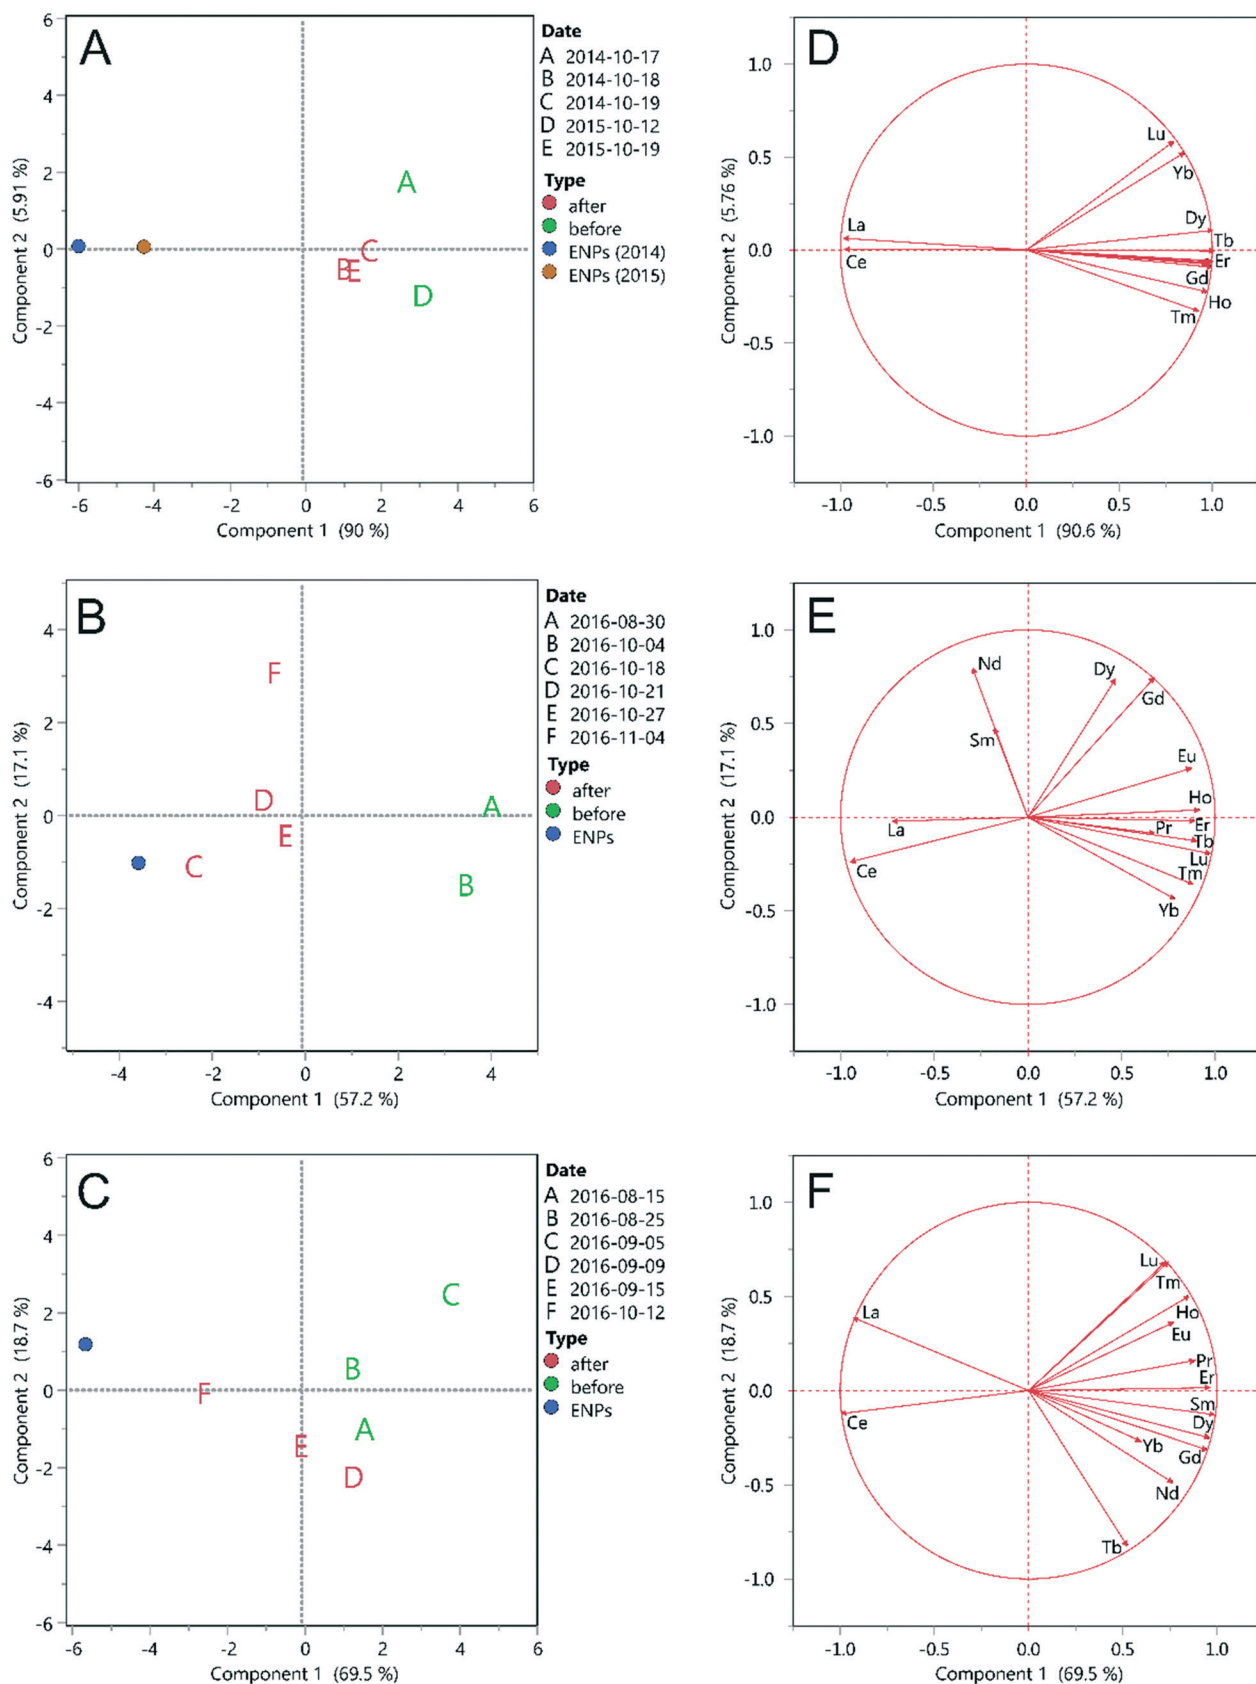 A
6
4
2
0
-2
-4
-6
-6 -4 -2 0 2 4 6
Component 2 (5.91 %)
Component 1 (90 %)
A
B
E
C
D
Date
A 2014-10-17
B 2014-10-18
C 2014-10-19
D 2015-10-12
E 2015-10-19
Type
after
before
ENPs (2014)
ENPs (2015)
D
1.0
0.5
0.0
-0.5
-1.0
-1.0 -0.5 0.0 0.5 1.0
Component 2 (5.76 %)
Component 1 (90.6 %)
Lu
Yb
Dy
Tb
Er
Gd
Ho
Tm
La
Ce
B
4
2
0
-2
-4
-4 -2 0 2 4
Component 2 (17.1 %)
Component 1 (57.2 %)
F
D
A
E
C
B
Date
A 2016-08-30
B 2016-10-04
C 2016-10-18
D 2016-10-21
E 2016-10-27
F 2016-11-04
Type
after
before
ENPs
E
1.0
0.5
0.0
-0.5
-1.0
-1.0 -0.5 0.0 0.5 1.0
Component 2 (17.1 %)
Component 1 (57.2 %)
Nd
Sm
Dy
Gd
Eu
Ho
Pr
Er
Tb
Lu
Tm
Yb
La
Ce
C
6
4
2
0
-2
-4
-6
-6 -4 -2 0 2 4 6
Component 2 (18.7 %)
Component 1 (69.5 %)
C
B
F
A
E
D
Date
A 2016-08-15
B 2016-08-25
C 2016-09-05
D 2016-09-09
E 2016-09-15
F 2016-10-12
Type
after
before
ENPs
F
1.0
0.5
0.0
-0.5
-1.0
-1.0 -0.5 0.0 0.5 1.0
Component 2 (18.7 %)
Component 1 (69.5 %)
Lu
Tm
Ho
Eu
Pr
Er
Sm
Dy
Yb
Gd
Nd
Tb
La
Ce